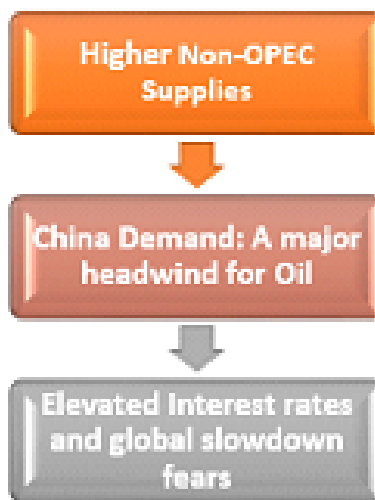 Higher Non-OPEC
Supplies
China Demand: A major
headwind for Oil
Elevated Interest rates
and global slowdown
fears